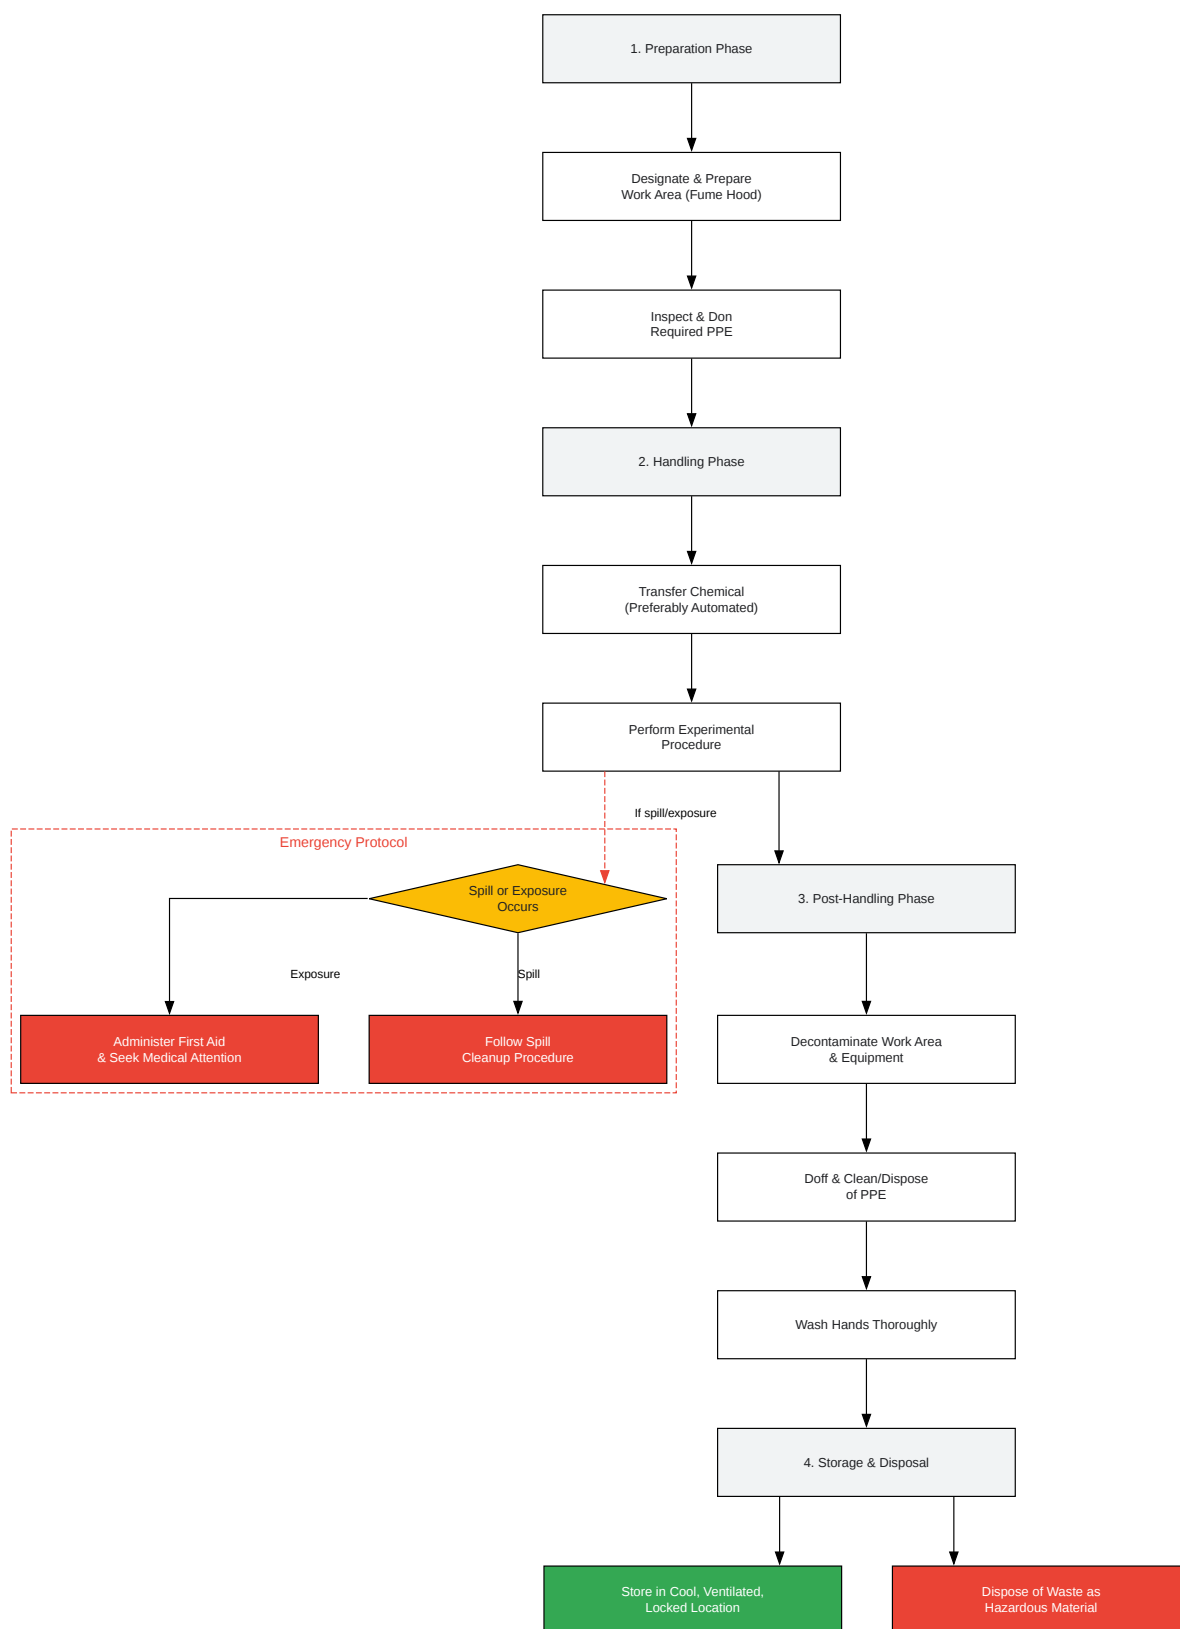 1. Preparation Phase
Designate & Prepare
Work Area (Fume Hood)
Inspect & Don
Required PPE
2. Handling Phase
Transfer Chemical
(Preferably Automated)
Perform Experimental
Procedure
If spill/exposure
Emergency Protocol
Spill or Exposure
Occurs
3. Post-Handling Phase
Exposure
Spill
Administer First Aid
& Seek Medical Attention
Follow Spill
Cleanup Procedure
Decontaminate Work Area
& Equipment
Doff & Clean/Dispose
of PPE
Wash Hands Thoroughly
4. Storage & Disposal
Store in Cool, Ventilated,
Locked Location
Dispose of Waste as
Hazardous Material